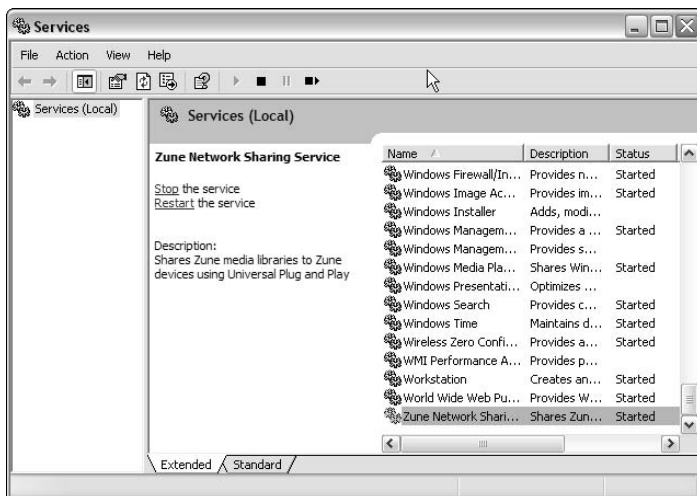 Services
File Action View Help
Services (Local)
Services (Local)
Zune Network Sharing Service
Stop the service
Restart the service
Description:
Shares Zune media libraries to Zune
devices using Universal Plug and Play
Name Description Status
Windows Firewall/In... Provides n... Started
Windows Image Ac... Provides im... Started
Windows Installer Adds, modi...
Windows Managem... Provides a ... Started
Windows Managem... Provides s...
Windows Media Pla... Shares Win... Started
Windows Presentati... Optimizes ...
Windows Search Provides c... Started
Windows Time Maintains d... Started
Wireless Zero Confi... Provides a... Started
WMI Performance A... Provides p...
Workstation Creates an... Started
World Wide Web Pu... Provides W... Started
Zune Network Shari... Shares Zun... Started
Extended Standard